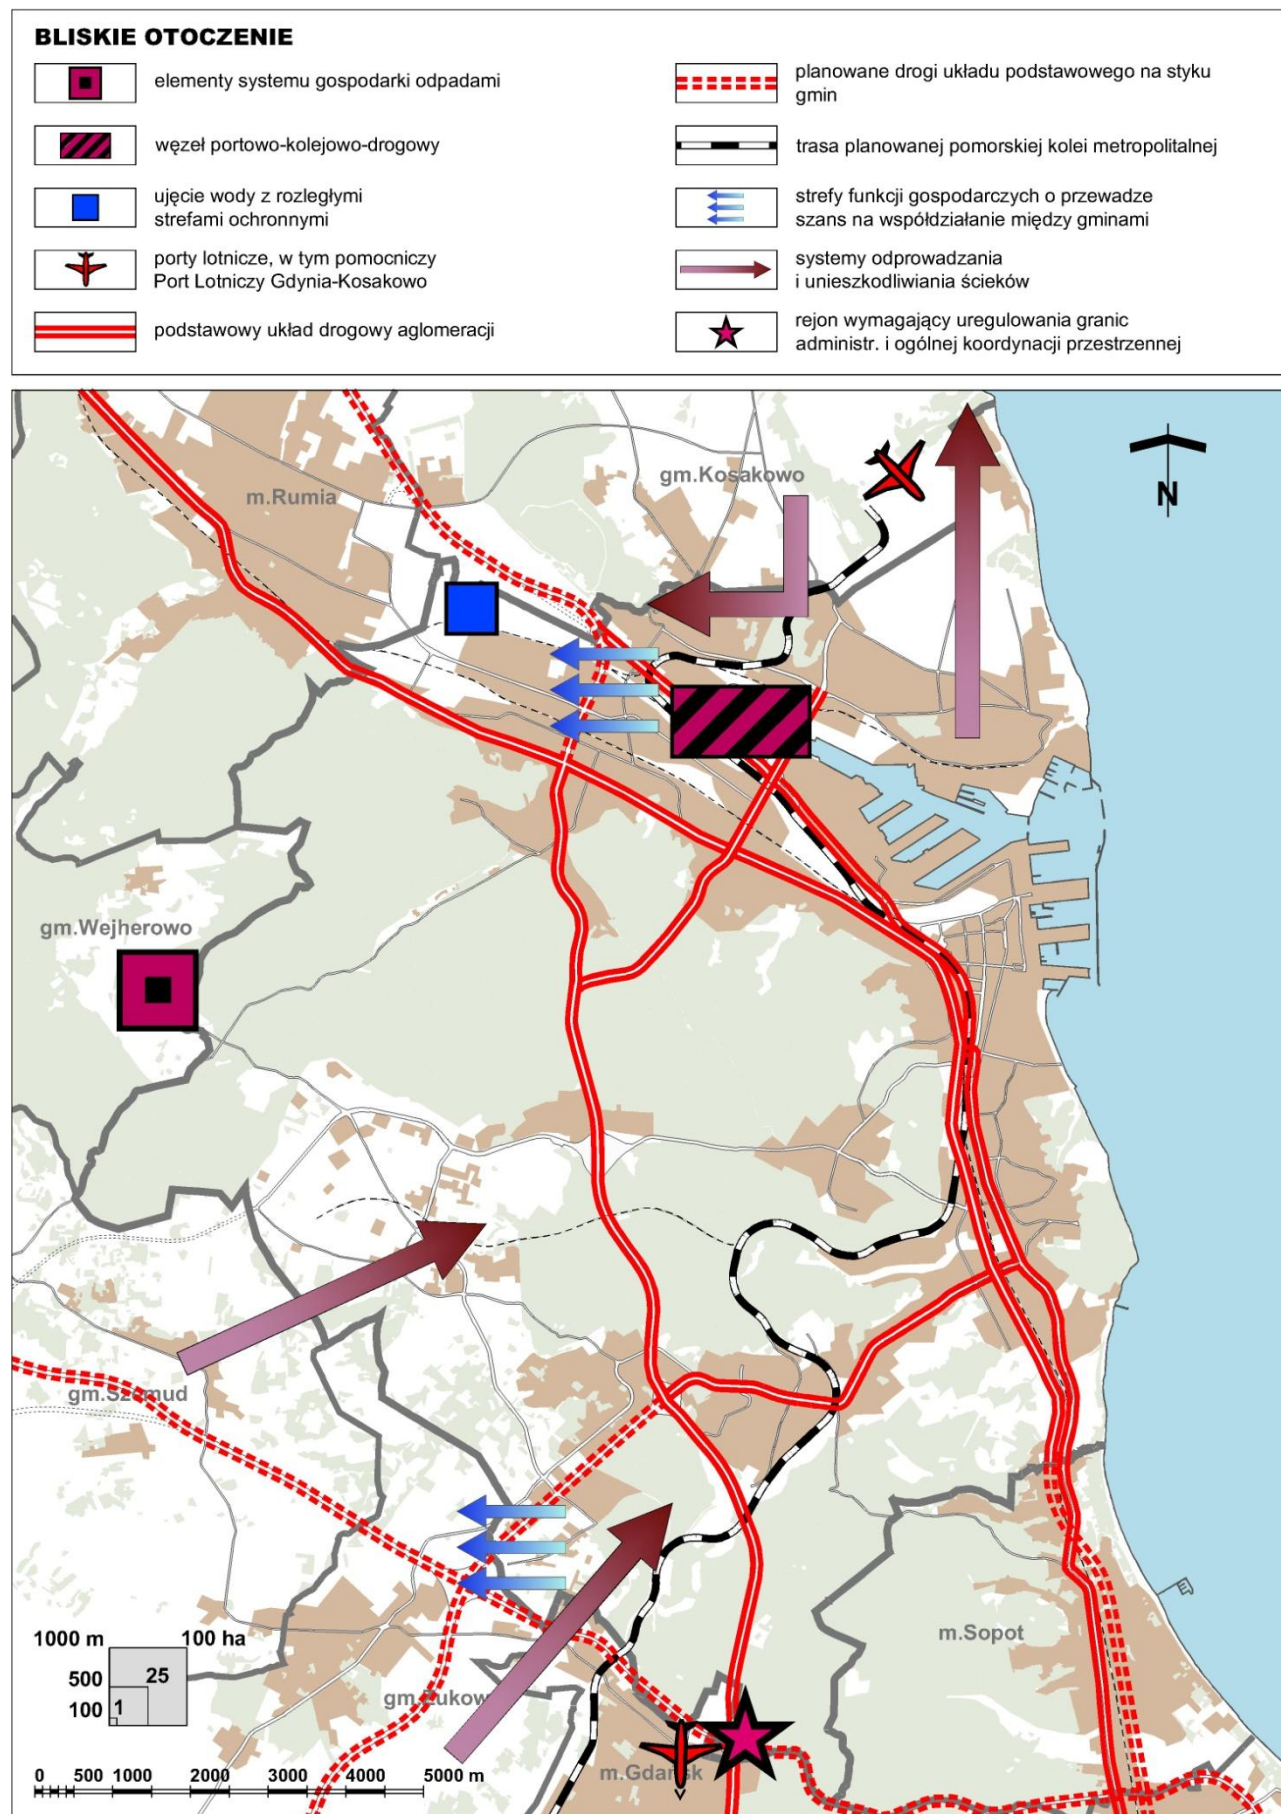 BLISKIE OTOCZENIE
elementy systemu gospodarki odpadami
węzeł portowo-kolejowo-drogowy
ujęcie wody z rozległymi
strefami ochronnymi
porty lotnicze, w tym pomocniczy
Port Lotniczy Gdynia-Kosakowo
podstawowy układ drogowy aglomeracji
planowane drogi układu podstawowego na styku
gmin
trasa planowanej pomorskiej kolei metropolitalnej
strefy funkcji gospodarczych o przewadze
szans na współdziałanie między gminami
systemy odprowadzania
i unieszkodliwiania ścieków
rejon wymagający uregulowania granic
administr. i ogólnej koordynacji przestrzennej
N
gm.Kosakowo
m.Rumia
gm.Wejherowo
gm.Szemud
m.Sopot
gm.Żukowo
m.Gdańsk
1000 m 100 ha
500 25
100 1
0 500 1000 2000 3000 4000 5000 m